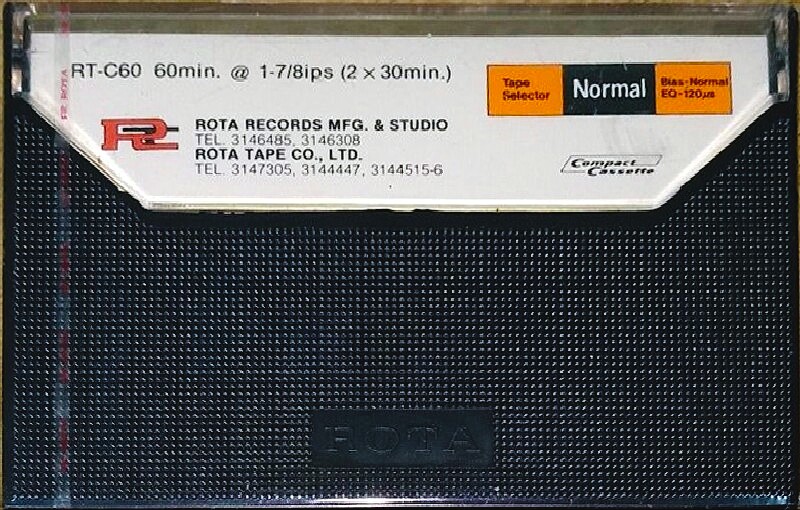 RT-C60 60min. @ 1-7/8ips (2 x 30min.)
Tape
Selector
Normal
Bias-Normal
EQ-120µs
ROTA RECORDS MFG. & STUDIO
TEL. 3146485, 3146308
ROTA TAPE CO., LTD.
TEL. 3147305, 3144447, 3144515-6
Compact
Cassette
ROTA